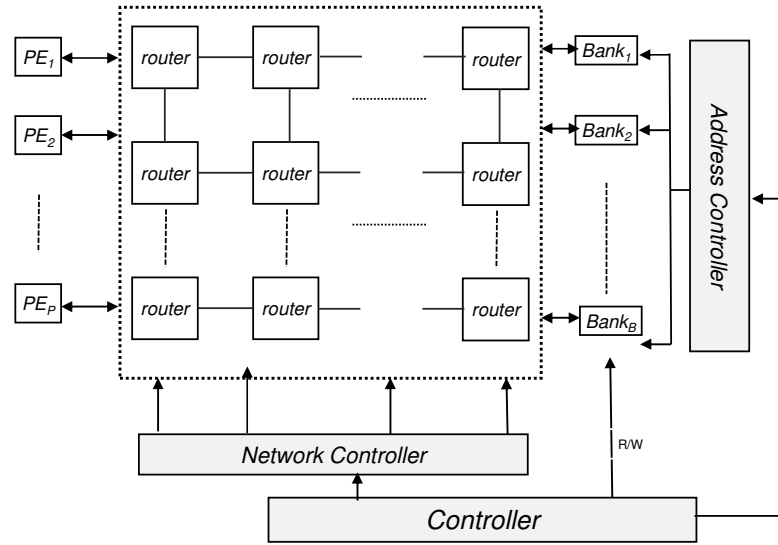 PE1
router
router
router
Bank1
PE2
router
router
router
Bank2
Address Controller
PEP
router
router
router
BankB
Network Controller
R/W
Controller